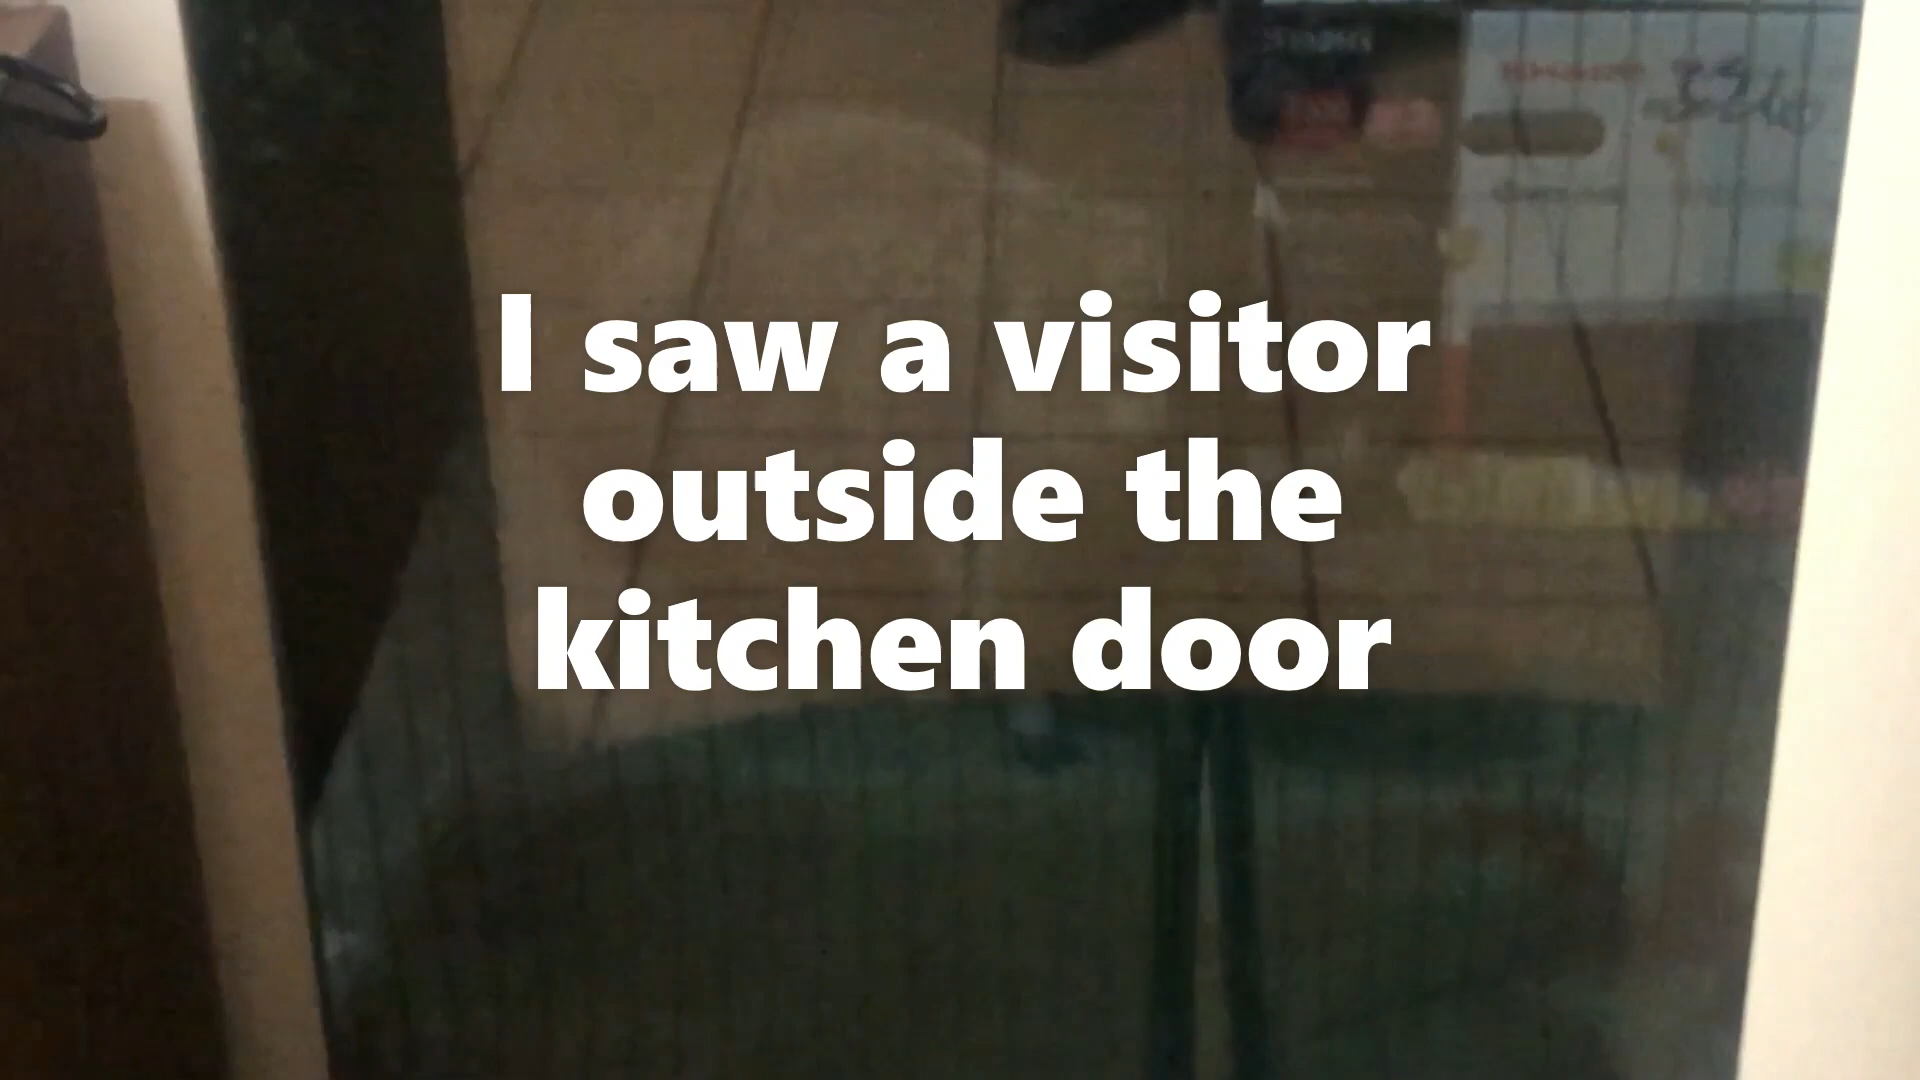 I saw a visitor
outside the
kitchen door